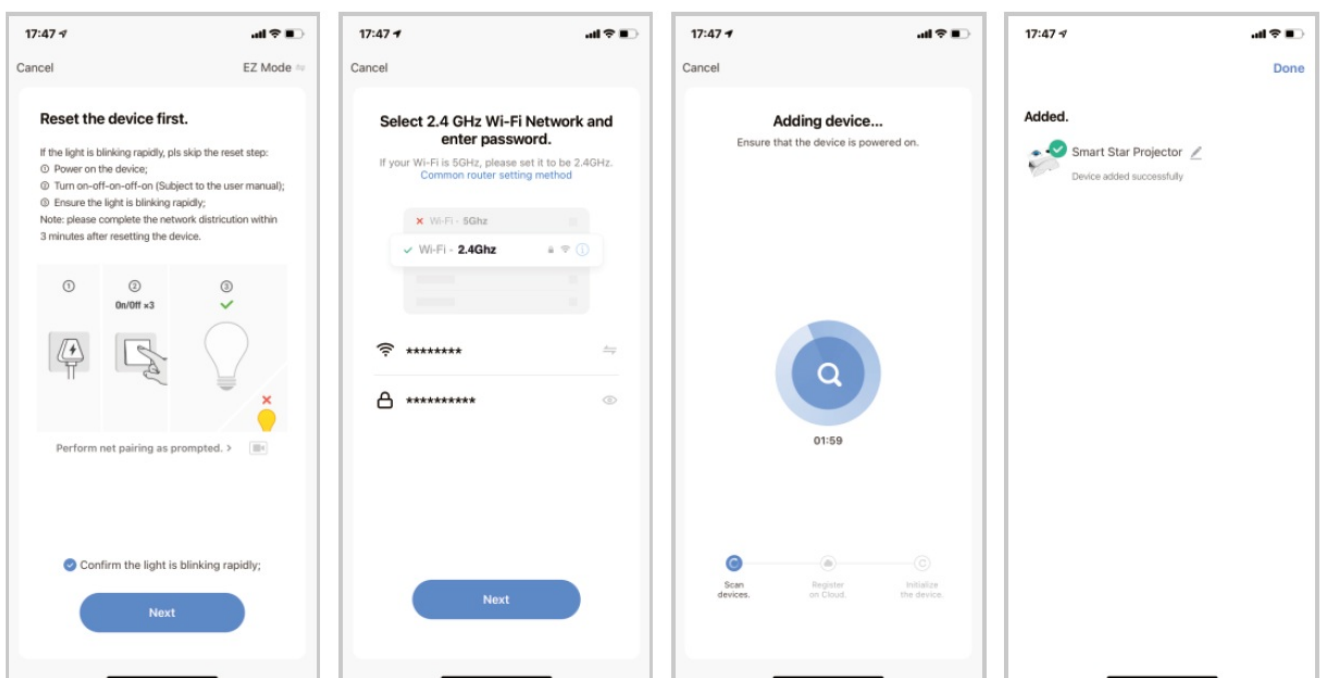 17:47
Cancel
EZ Mode
Reset the device first.
If the light is blinking rapidly, pls skip the reset step:
① Power on the device;
② Turn on-off-on-off-on (Subject to the user manual);
③ Ensure the light is blinking rapidly;
Note: please complete the network districution within
3 minutes after resetting the device.
① ② ③
On/Off ×3
Perform net pairing as prompted. >
Confirm the light is blinking rapidly;
Next
17:47
Cancel
Select 2.4 GHz Wi-Fi Network and
enter password.
If your Wi-Fi is 5GHz, please set it to be 2.4GHz.
Common router setting method
Wi-Fi - 5Ghz
Wi-Fi - 2.4Ghz
********
**********
Next
17:47
Cancel
Adding device...
Ensure that the device is powered on.
01:59
Scan
devices.
Register
on Cloud.
Initialize
the device.
17:47
Done
Added.
Smart Star Projector
Device added successfully